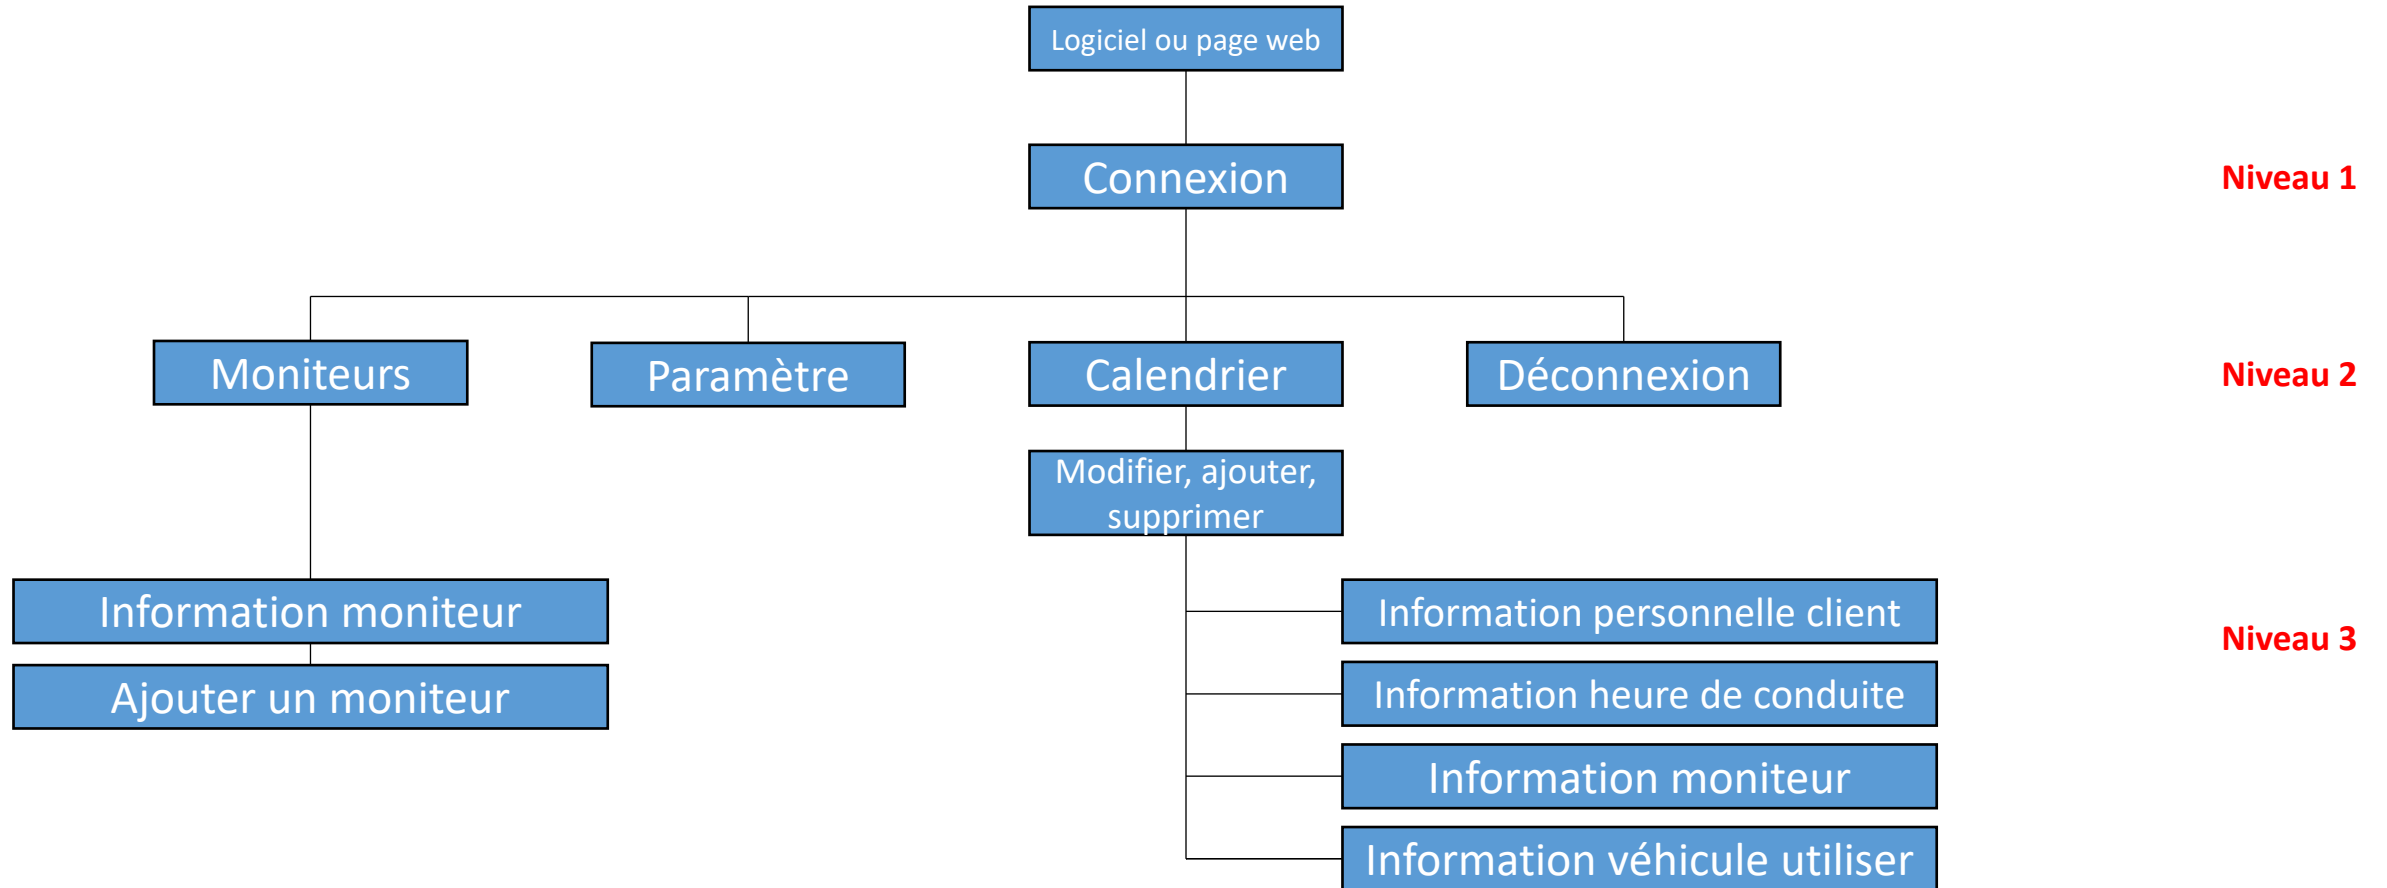 Logiciel ou page web
Connexion
Niveau 1
Moniteurs
Paramètre
Calendrier
Déconnexion
Niveau 2
Modifier, ajouter,
supprimer
Information moniteur
Ajouter un moniteur
Information personnelle client
Information heure de conduite
Information moniteur
Information véhicule utiliser
Niveau 3